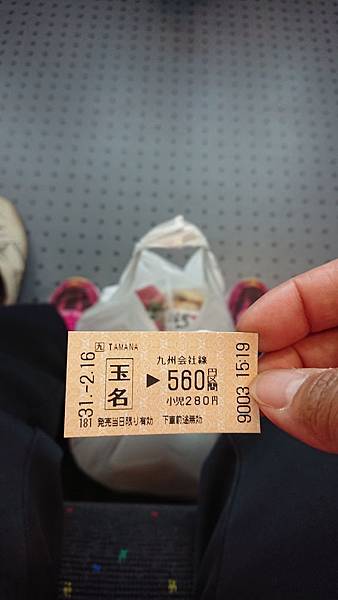 九 TAMANA
31.-2.16
玉名
▶
九州会社線
560円区間
小児280円
181 発売当日限り有効 下車前途無効
9003 15:19